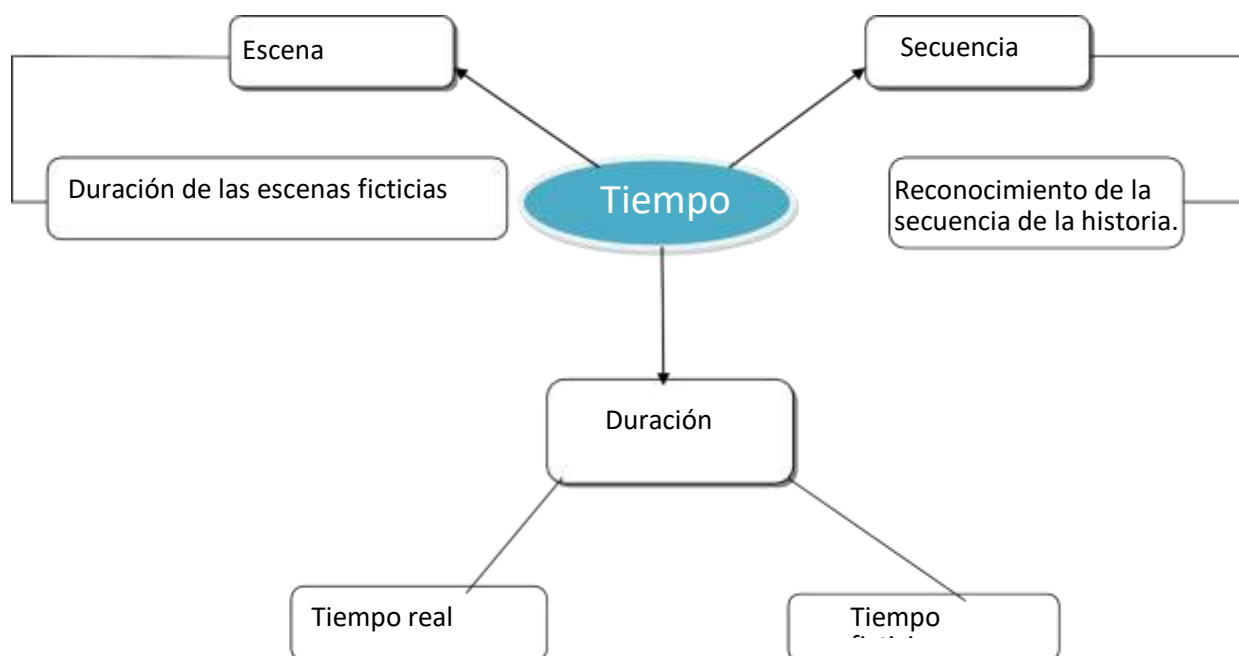 Escena
Secuencia
Duración de las escenas ficticias
Tiempo
Reconocimiento de la
secuencia de la historia.
Duración
Tiempo real
Tiempo